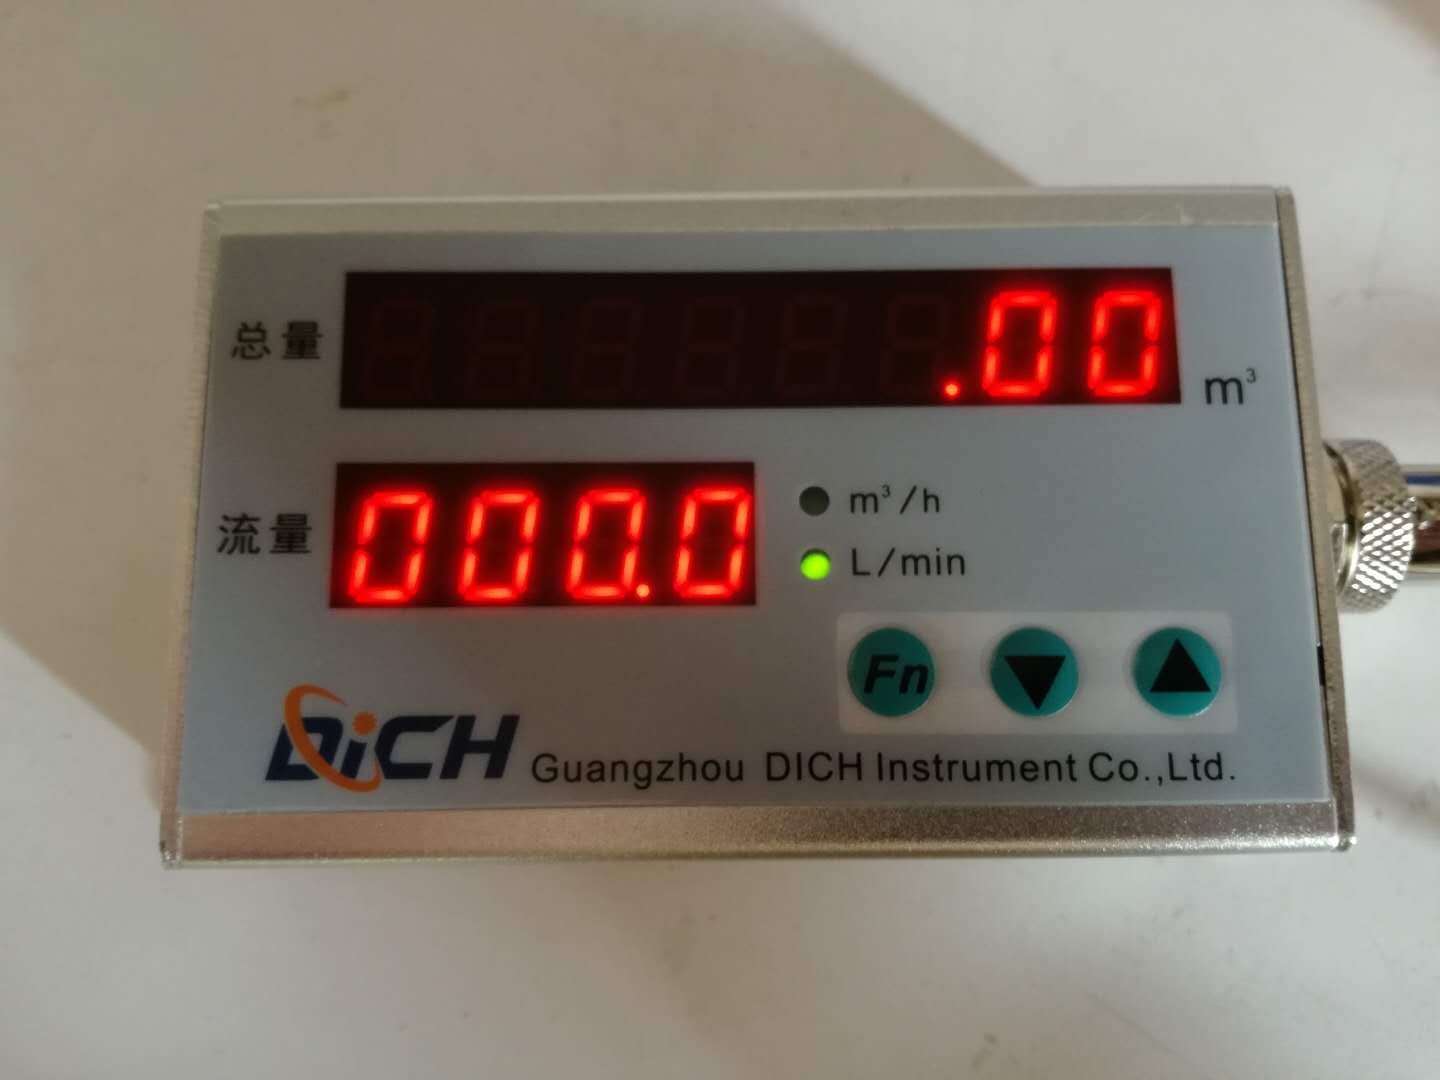 总量 .00 m³
流量 000.0 m³/h
L/min
Fn
DiCH Guangzhou DICH Instrument Co.,Ltd.